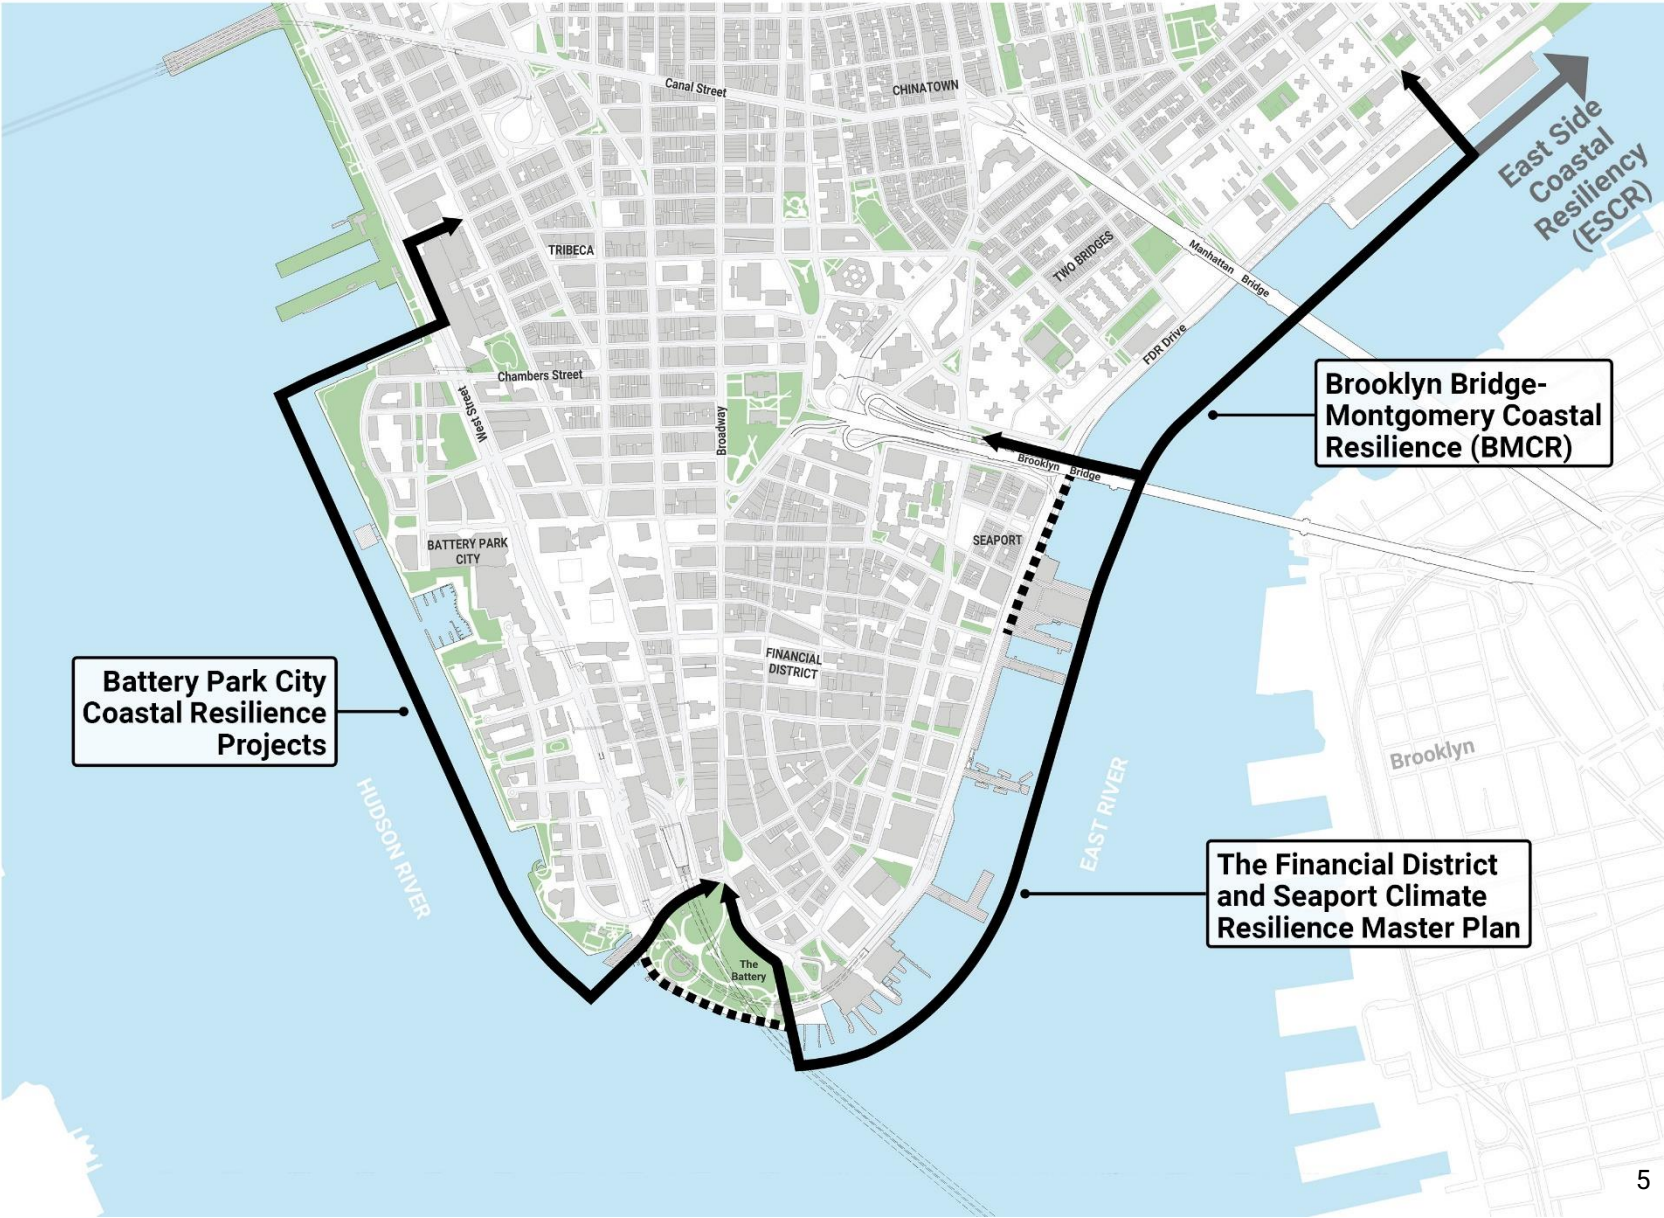 Canal Street
CHINATOWN
East Side
Coastal
Resiliency
(ESCR)
TRIBECA
TWO BRIDGES
Manhattan Bridge
FDR Drive
Chambers Street
West Street
Broadway
Brooklyn Bridge
Brooklyn Bridge-
Montgomery Coastal
Resilience (BMCR)
BATTERY PARK
CITY
SEAPORT
FINANCIAL
DISTRICT
Battery Park City
Coastal Resilience
Projects
HUDSON RIVER
EAST RIVER
Brooklyn
The Financial District
and Seaport Climate
Resilience Master Plan
The
Battery
5